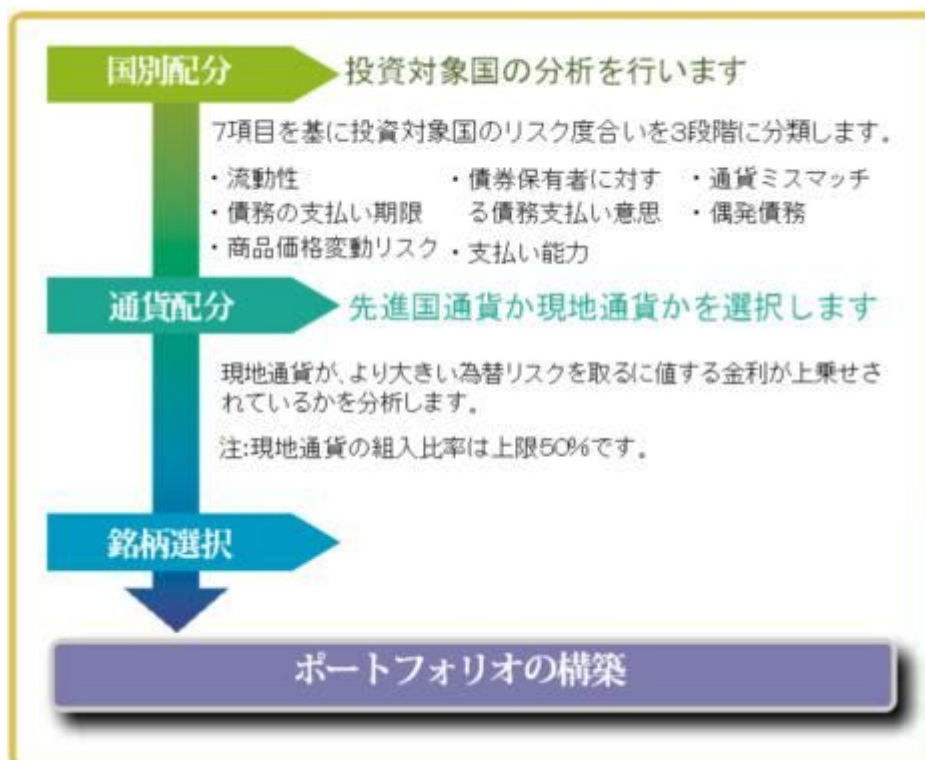 国別配分
投資対象国の分析を行います
7項目を基に投資対象国のリスク度合いを3段階に分類します。
・流動性
・債務の支払い期限
・商品価格変動リスク
・債券保有者に対す
る債務支払い意思
・支払い能力
・通貨ミスマッチ
・偶発債務
通貨配分
先進国通貨か現地通貨かを選択します
現地通貨が、より大きい為替リスクを取るに値する金利が上乗せさ
れているかを分析します。
注:現地通貨の組入比率は上限50%です。
銘柄選択
ポートフォリオの構築